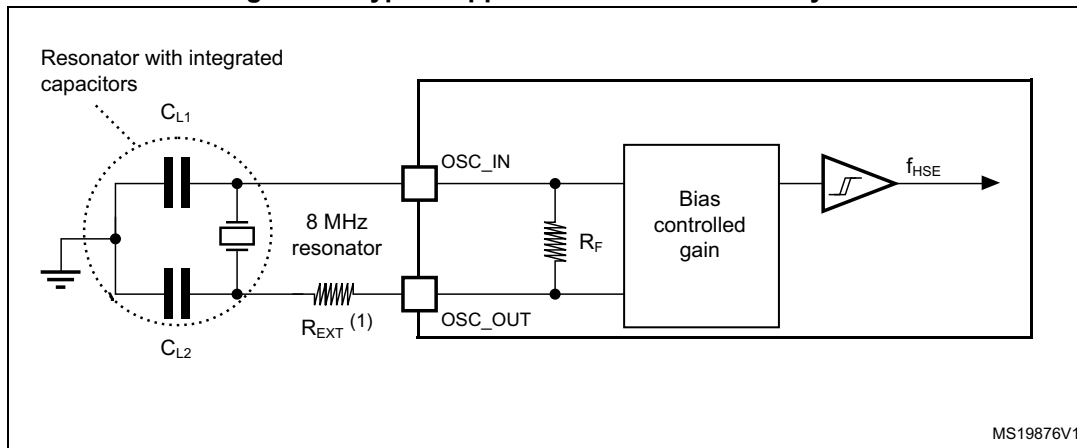 Resonator with integrated
capacitors
CL1
OSC_IN
fHSE
8 MHz
resonator
RF
Bias
controlled
gain
REXT (1)
OSC_OUT
CL2
MS19876V1